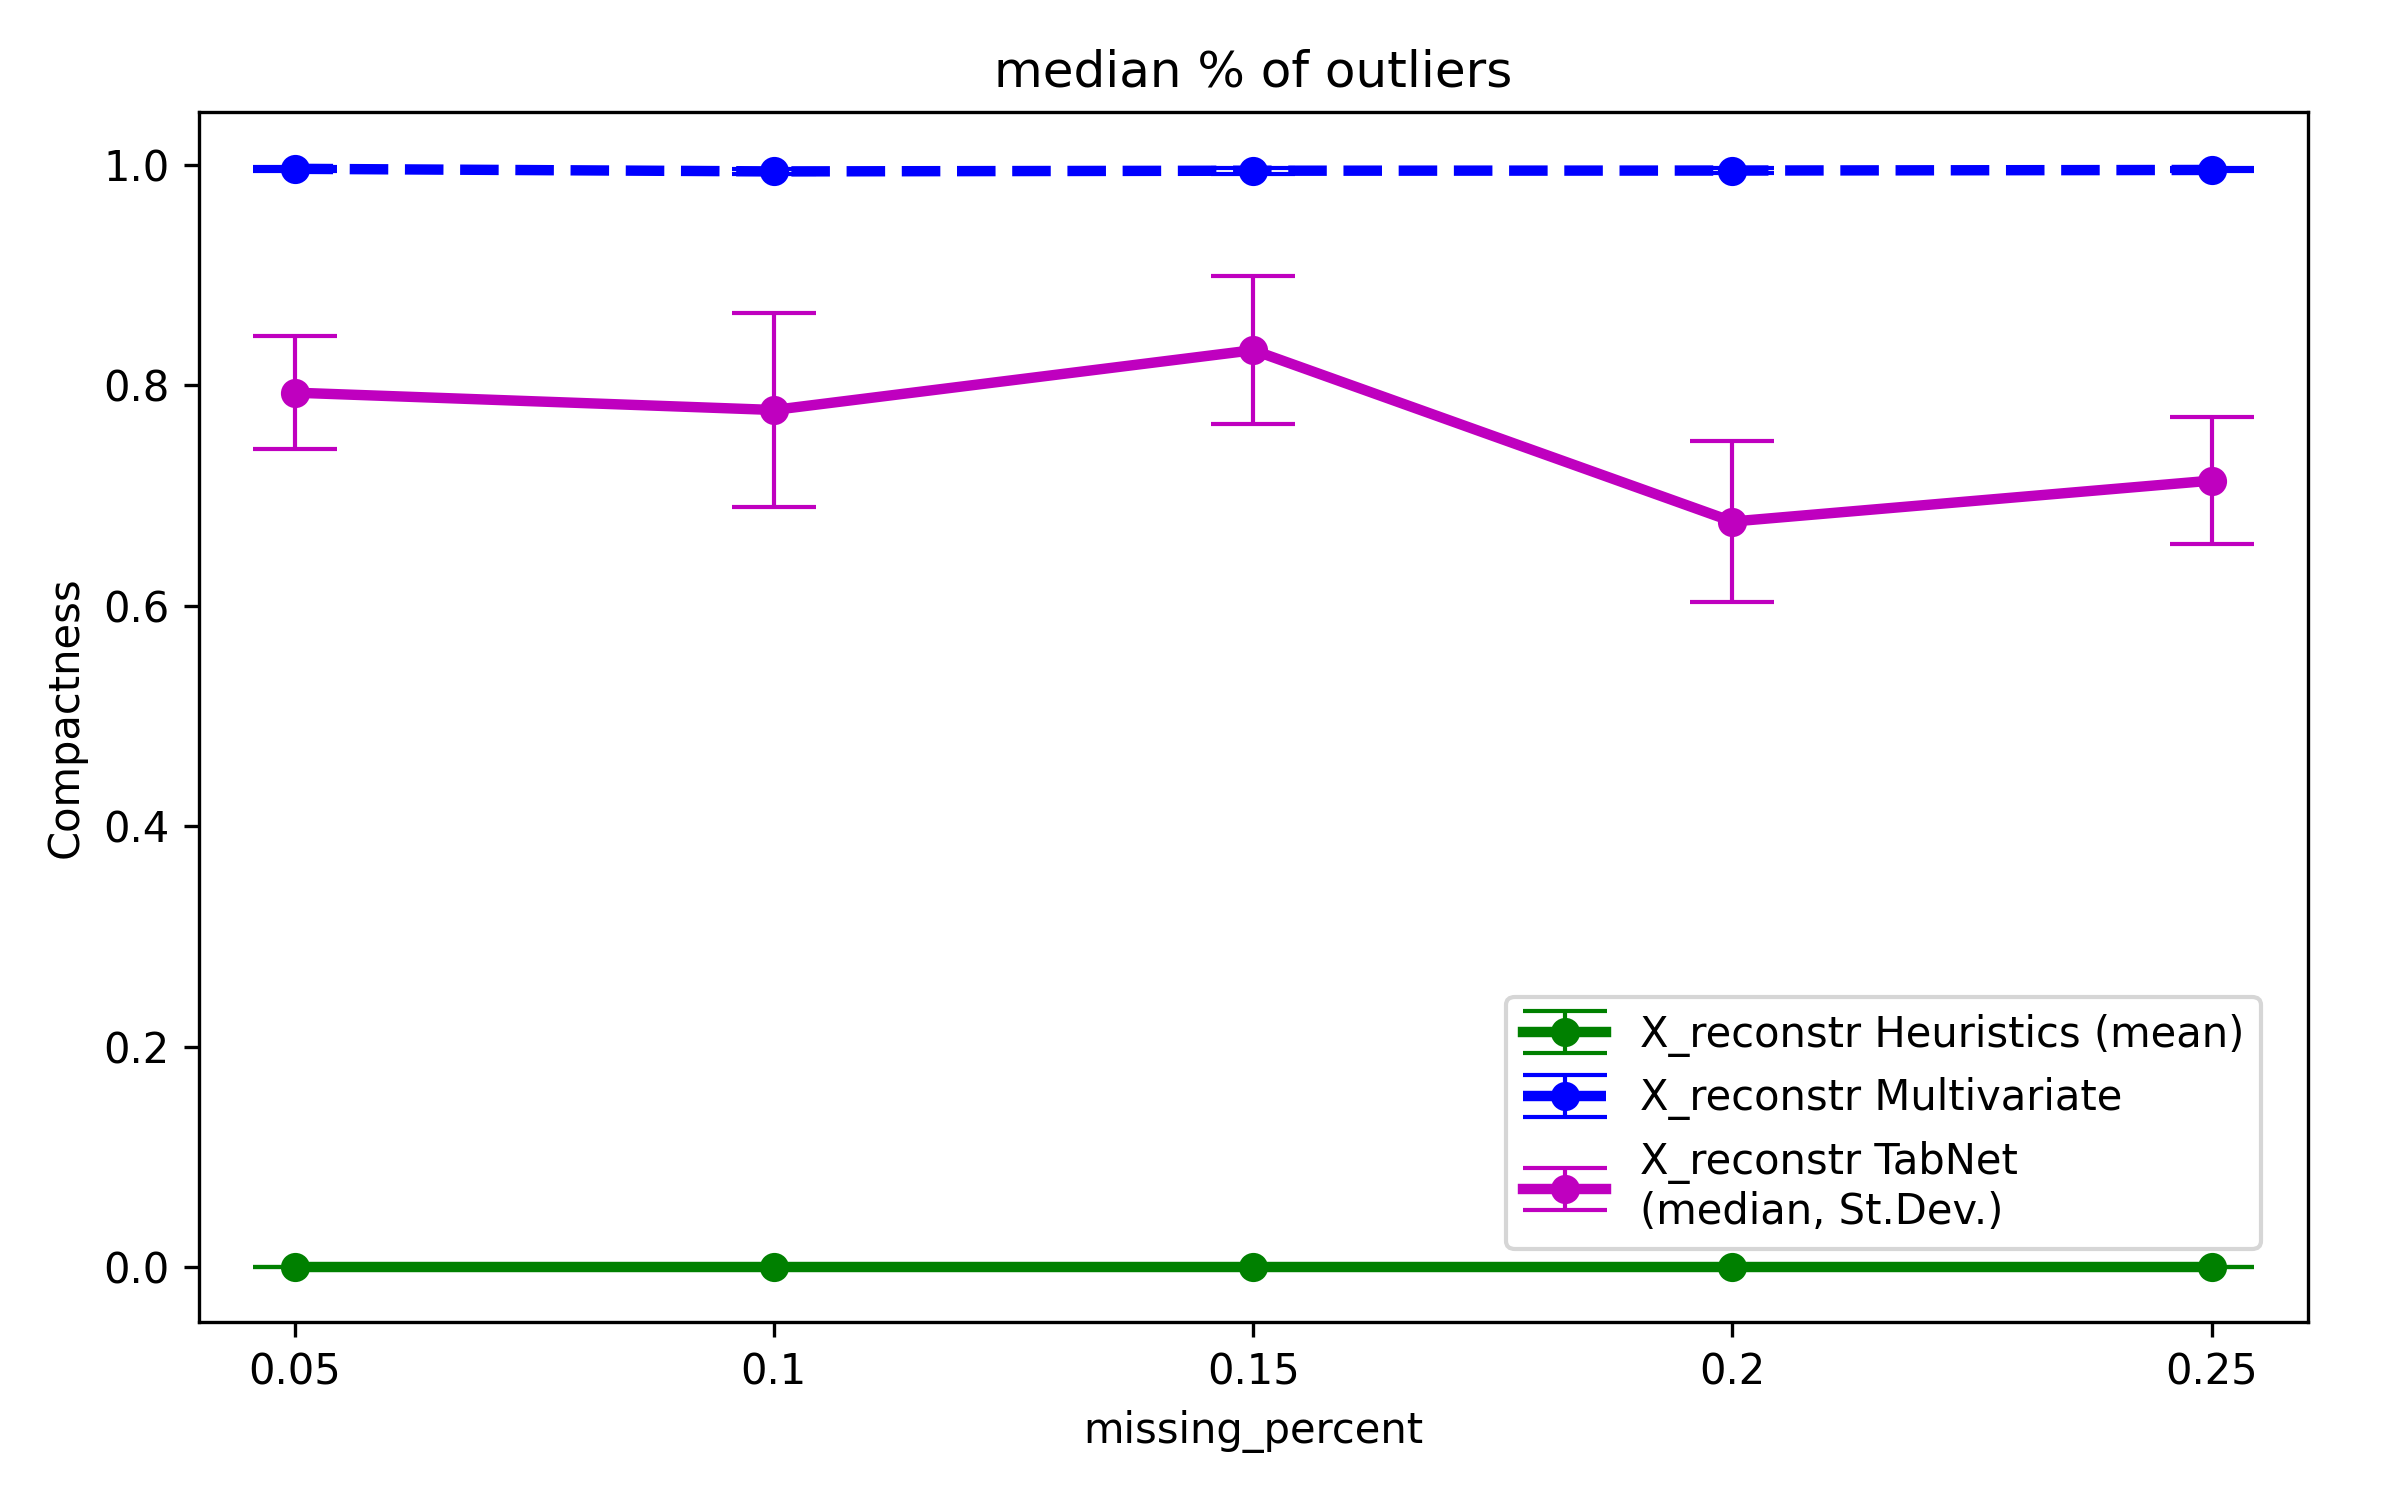 median % of outliers
1.0
0.8
0.6
0.4
0.2
0.0
Compactness
X_reconstr Heuristics (mean)
X_reconstr Multivariate
X_reconstr TabNet
(median, St.Dev.)
0.05
0.1
0.15
0.2
0.25
missing_percent